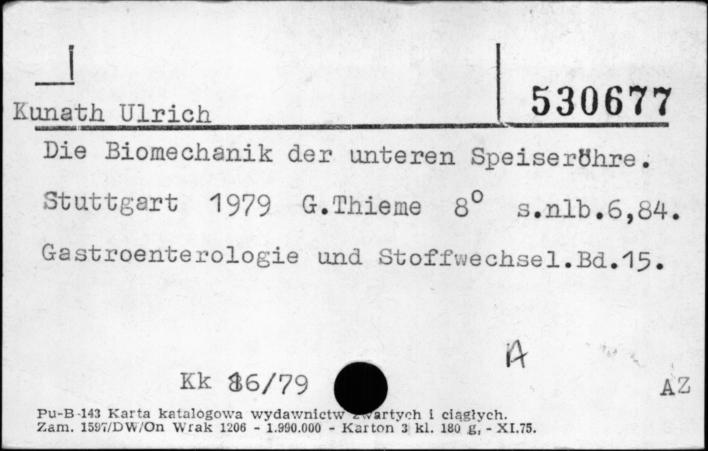 530677
Kunath Ulrich
Die Biomechanik der unteren Speiseröhre.
Stuttgart 1979 G.Thieme 8° s.nlb.6,84.
Gastroenterologie und Stoffwechsel.Bd.15.
A
Kk 86/79
AZ
Pu-B-143 Karta katalogowa wydawnictw zwartych i ciągłych.
Zam. 1597/DW/On Wrak 1206 - 1.990.000 - Karton 3 kl. 180 g, - XI.75.